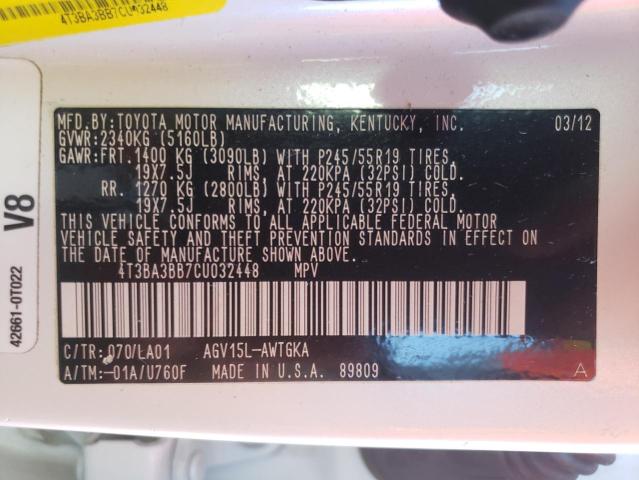 4T3BA3BB7CU032448
MFD.BY:TOYOTA MOTOR MANUFACTURING, KENTUCKY, INC. 03/12
GVWR:2340KG (5160LB)
GAWR:FRT.1400 KG (3090LB) WITH P245/55R19 TIRES,
19X7.5J RIMS, AT 220KPA (32PSI) COLD.
RR. 1270 KG (2800LB) WITH P245/55R19 TIRES,
19X7.5J RIMS, AT 220KPA (32PSI) COLD.
THIS VEHICLE CONFORMS TO ALL APPLICABLE FEDERAL MOTOR
VEHICLE SAFETY AND THEFT PREVENTION STANDARDS IN EFFECT ON
THE DATE OF MANUFACTURE SHOWN ABOVE.
4T3BA3BB7CU032448 MPV
C/TR:070/LA01 AGV15L-AWTGKA
A/TM:-01A/U760F MADE IN U.S.A. 89809 A
42661-0T022 V8